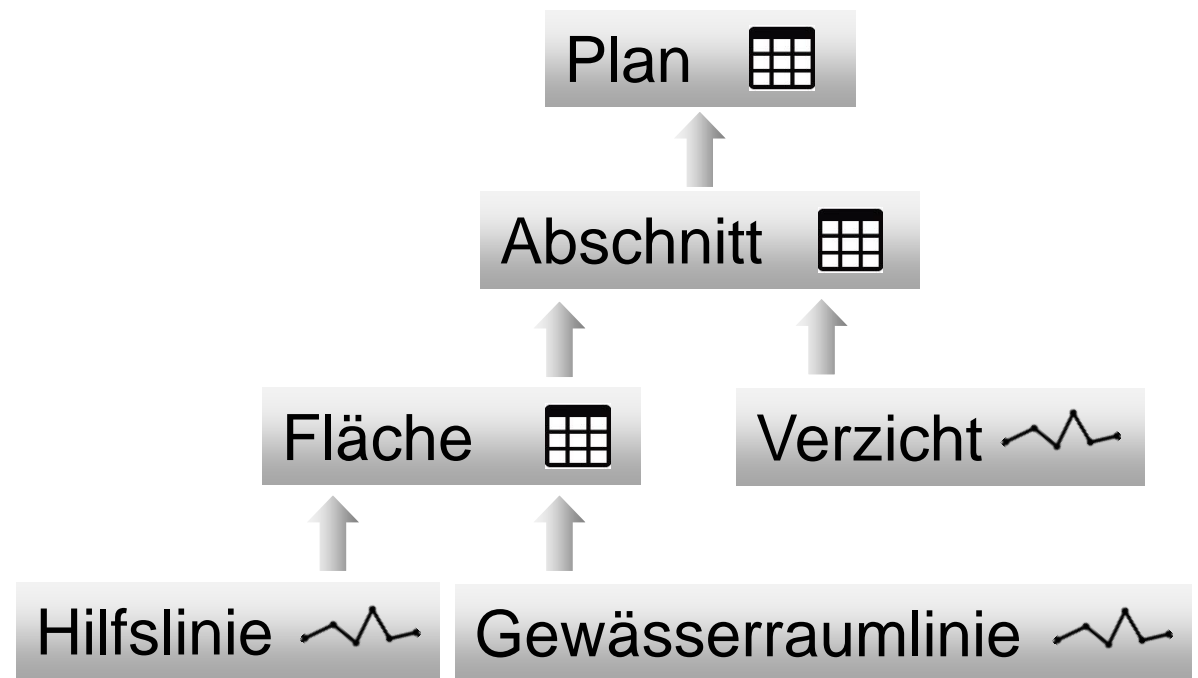 Plan
Abschnitt
Fläche
Verzicht
Hilfslinie
Gewässerraumlinie